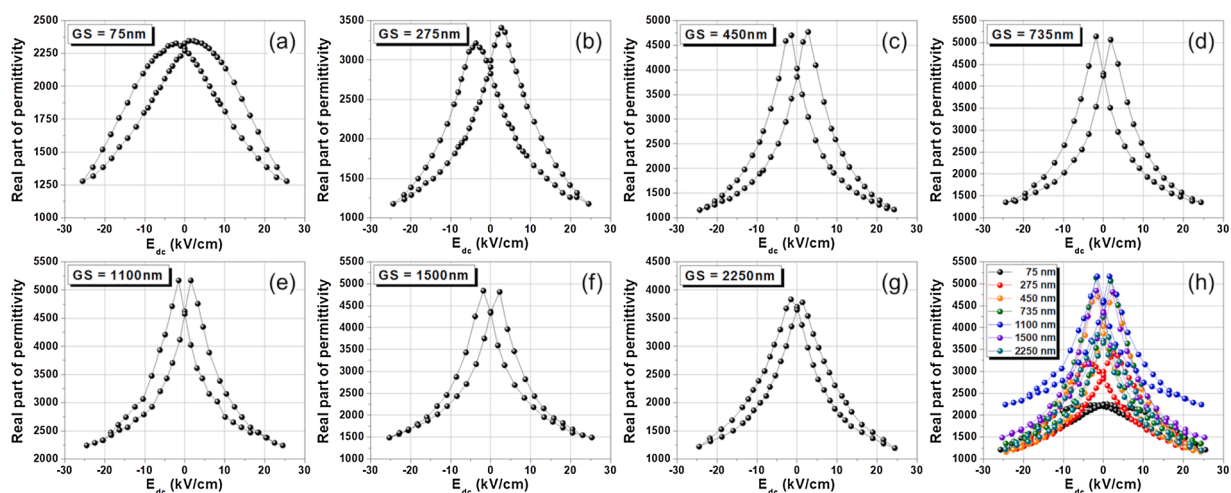 GS = 75nm
(a)
2500
2250
2000
1750
1500
1250
1000
-30 -20 -10 0 10 20 30
Real part of permittivity
E_dc (kV/cm)
GS = 275nm
(b)
3500
3000
2500
2000
1500
1000
-30 -20 -10 0 10 20 30
Real part of permittivity
E_dc (kV/cm)
GS = 450nm
(c)
5000
4500
4000
3500
3000
2500
2000
1500
1000
-30 -20 -10 0 10 20 30
Real part of permittivity
E_dc (kV/cm)
GS = 735nm
(d)
5500
5000
4500
4000
3500
3000
2500
2000
1500
1000
-30 -20 -10 0 10 20 30
Real part of permittivity
E_dc (kV/cm)
GS = 1100nm
(e)
5500
5000
4500
4000
3500
3000
2500
2000
-30 -20 -10 0 10 20 30
Real part of permittivity
E_dc (kV/cm)
GS = 1500nm
(f)
5500
5000
4500
4000
3500
3000
2500
2000
1500
1000
-30 -20 -10 0 10 20 30
Real part of permittivity
E_dc (kV/cm)
GS = 2250nm
(g)
4500
4000
3500
3000
2500
2000
1500
1000
-30 -20 -10 0 10 20 30
Real part of permittivity
E_dc (kV/cm)
(h)
75 nm
275 nm
450 nm
735 nm
1100 nm
1500 nm
2250 nm
5500
5000
4500
4000
3500
3000
2500
2000
1500
1000
-30 -20 -10 0 10 20 30
Real part of permittivity
E_dc (kV/cm)